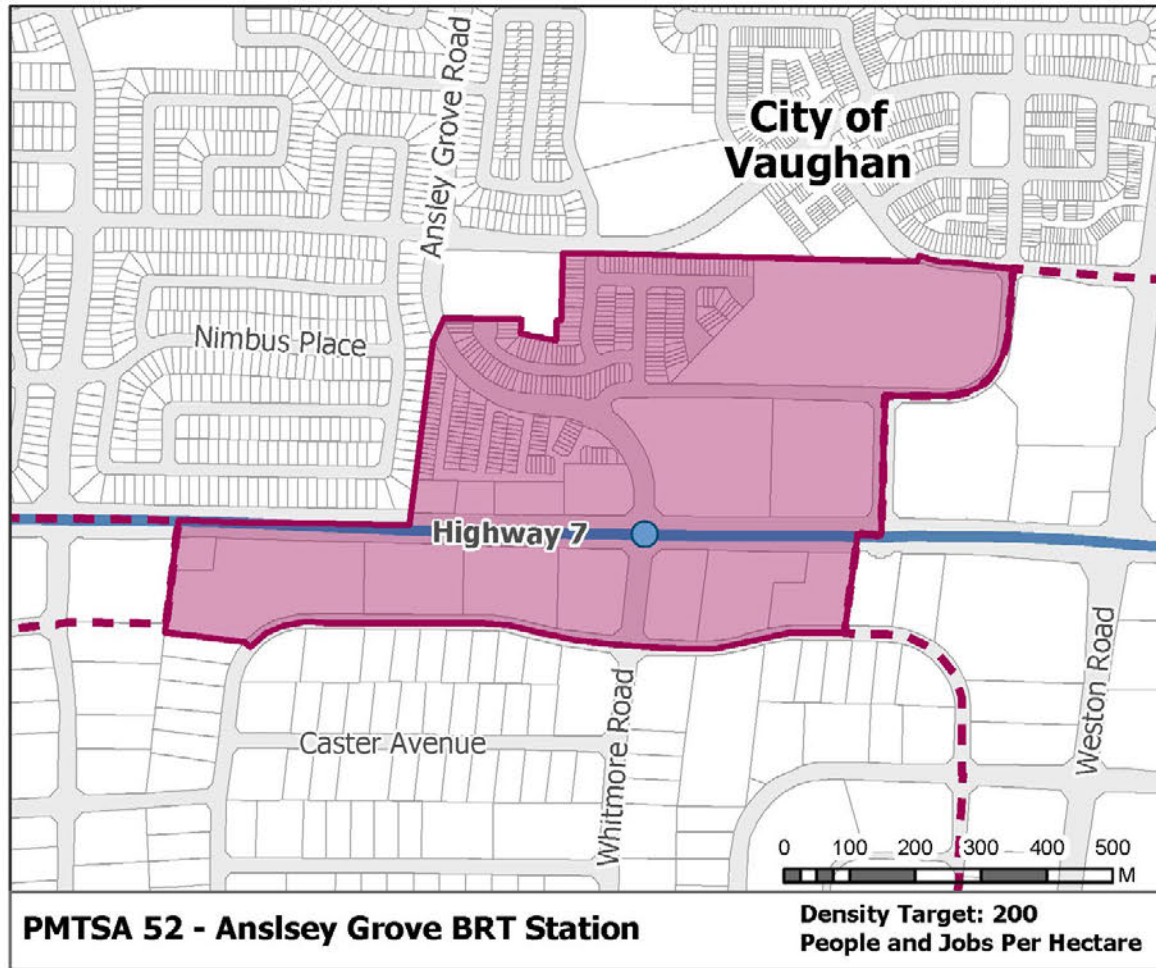 City of
Vaughan
Ansley Grove Road
Nimbus Place
Highway 7
Weston Road
Whitmore Road
Caster Avenue
0 100 200 300 400 500
M
PMTSA 52 - Anslsey Grove BRT Station
Density Target: 200
People and Jobs Per Hectare